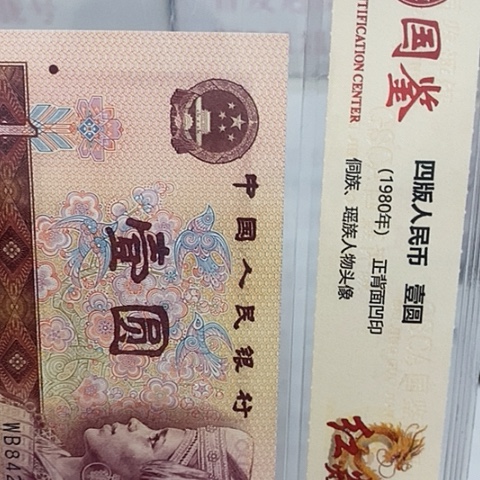 国鉴
TIFICATION CENTER
四版人民币 壹圆
(1980年) 正背面凹印
侗族、瑶族人物头像
中国人民银行
壹圆
WB842